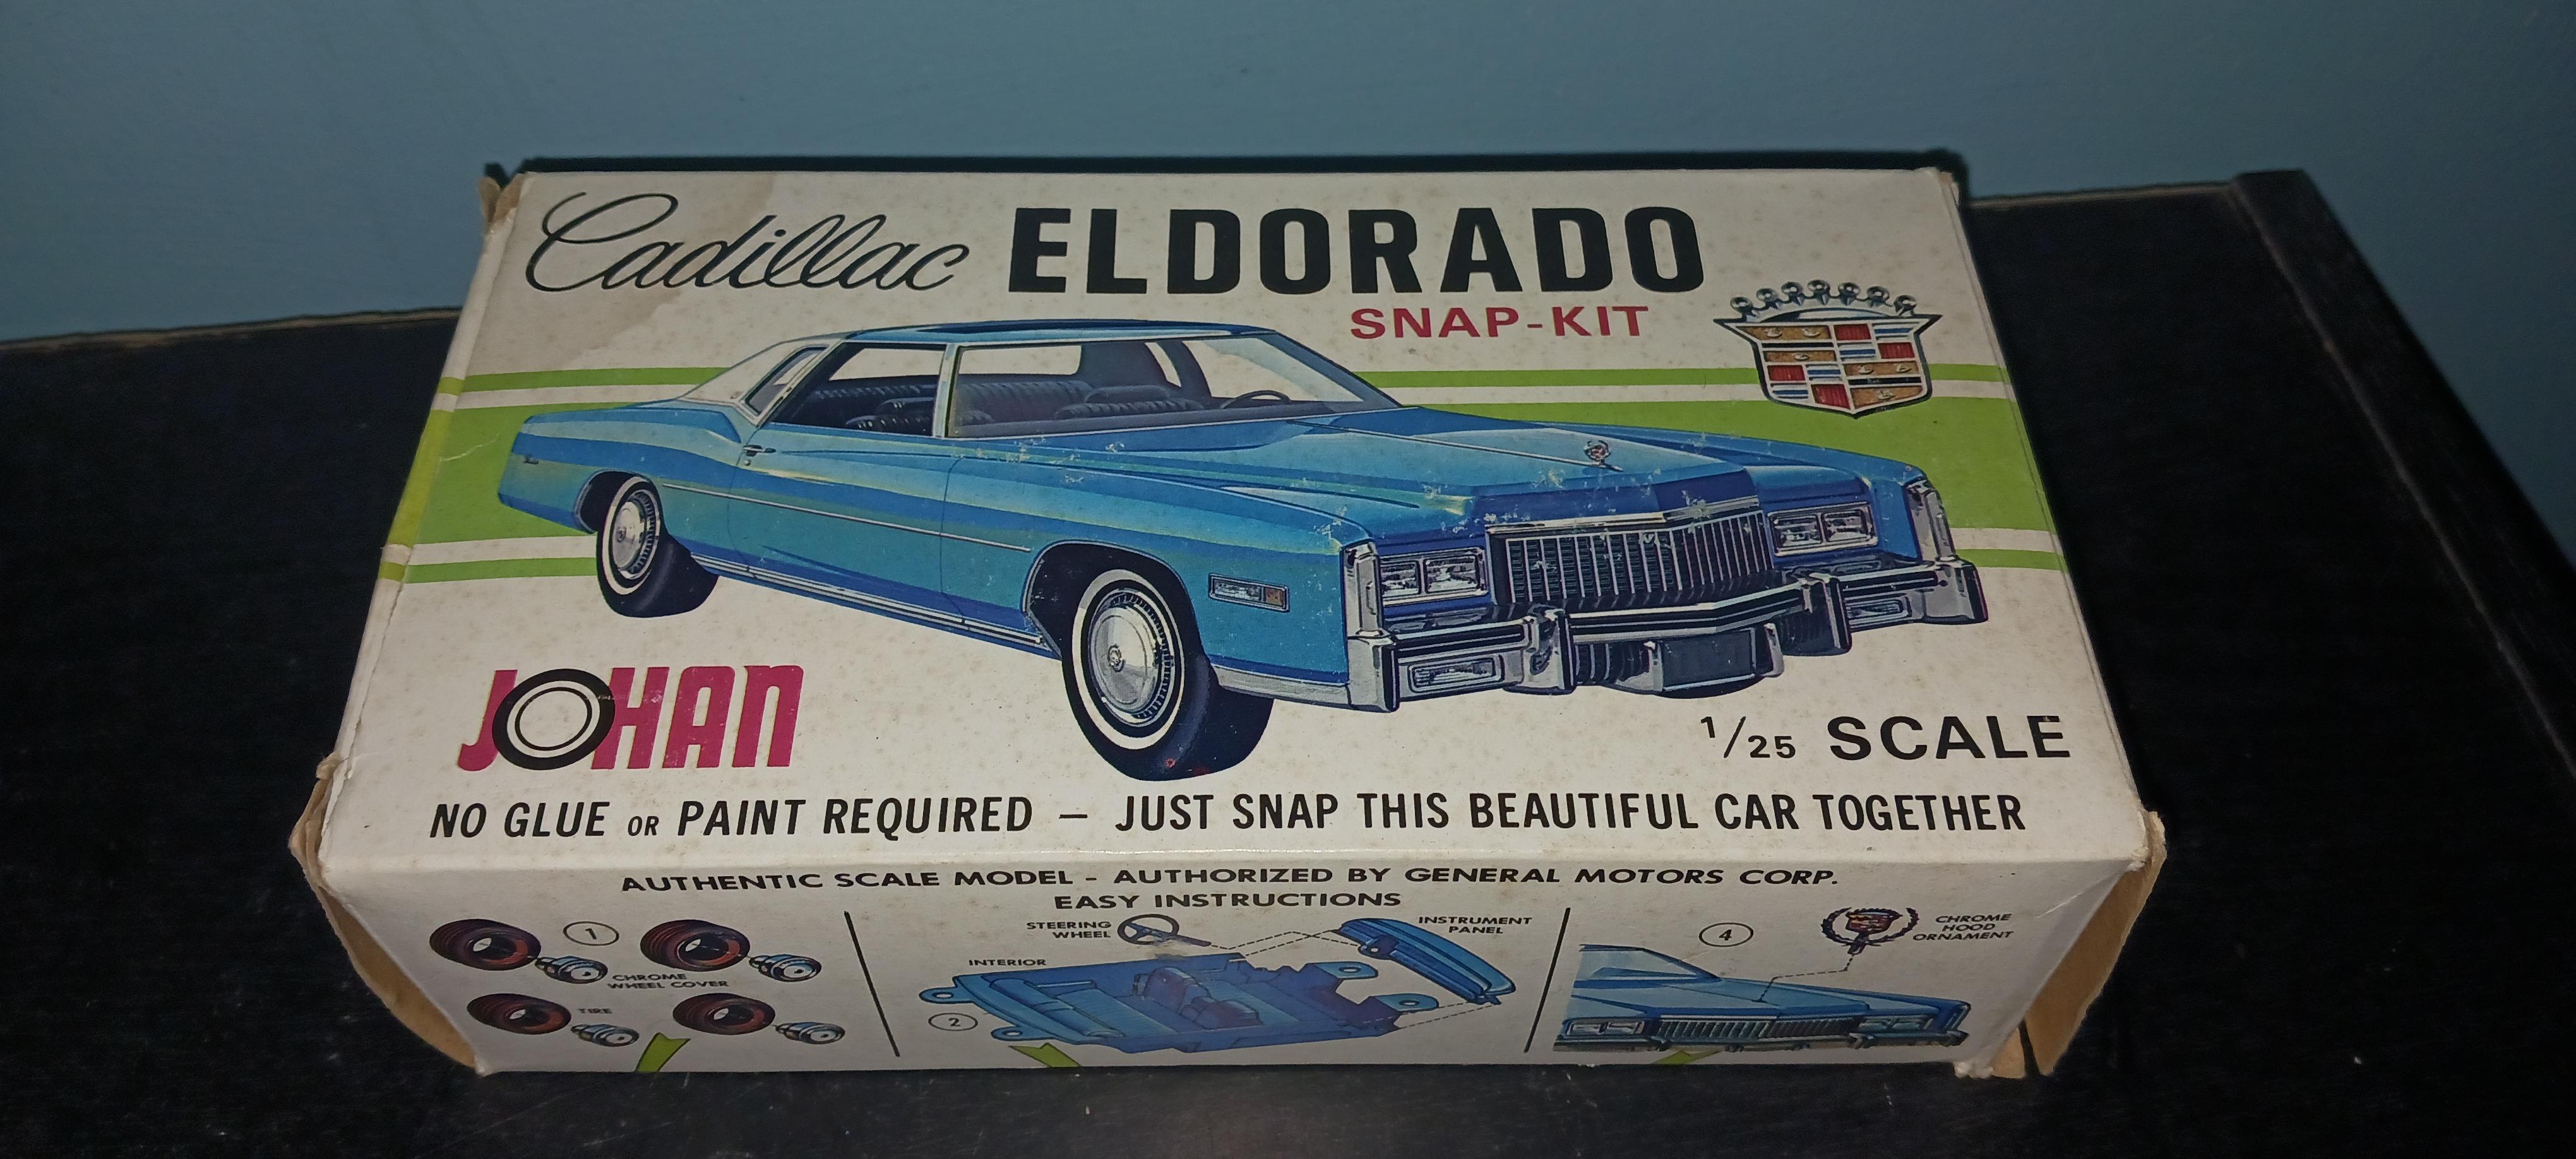 Cadillac ELDORADO
SNAP-KIT
JOHAN
1/25 SCALE
NO GLUE OR PAINT REQUIRED — JUST SNAP THIS BEAUTIFUL CAR TOGETHER
AUTHENTIC SCALE MODEL - AUTHORIZED BY GENERAL MOTORS CORP.
EASY INSTRUCTIONS
1
CHROME
WHEEL COVER
TIRE
STEERING
WHEEL
INSTRUMENT
PANEL
INTERIOR
2
4
CHROME
HOOD
ORNAMENT